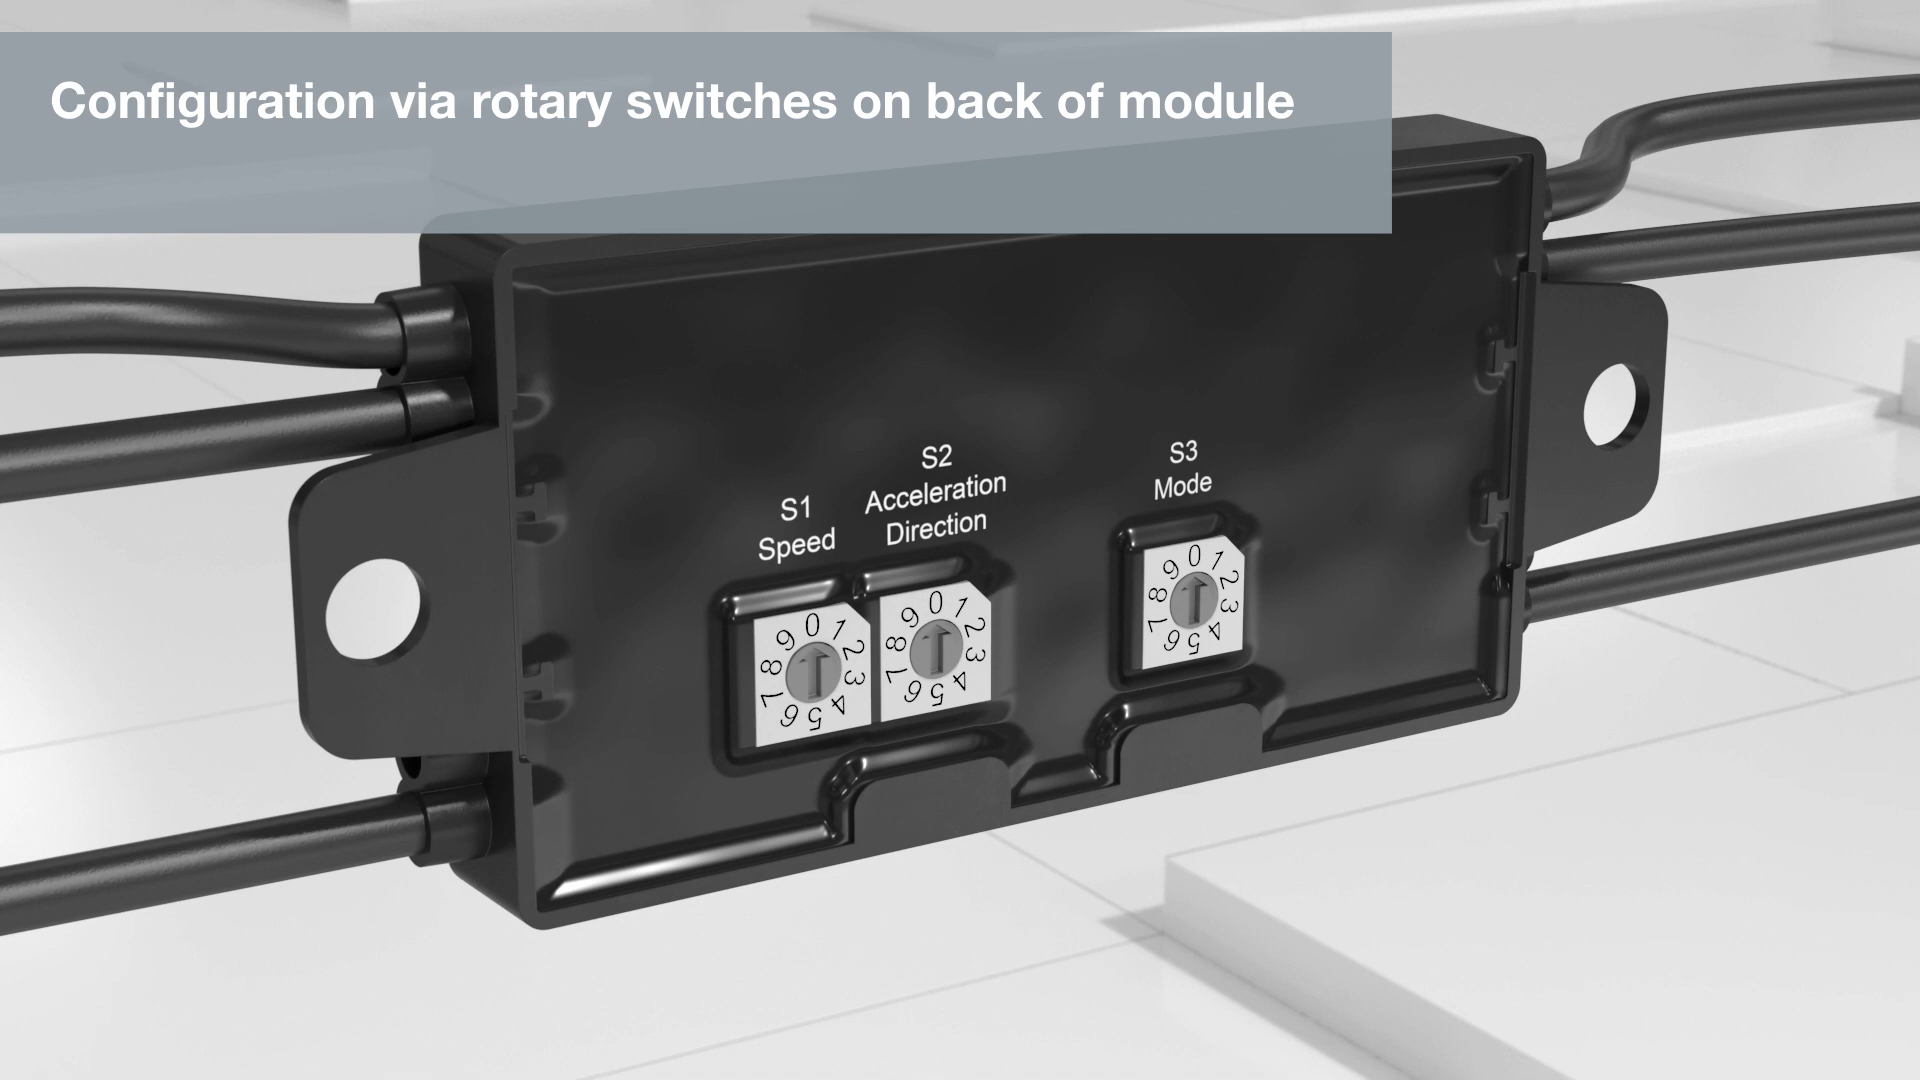 Configuration via rotary switches on back of module
S1
Speed
S2
Acceleration
Direction
S3
Mode
0 1 2 3 4 5 6 7 8 9
0 1 2 3 4 5 6 7 8 9
0 1 2 3 4 5 6 7 8 9